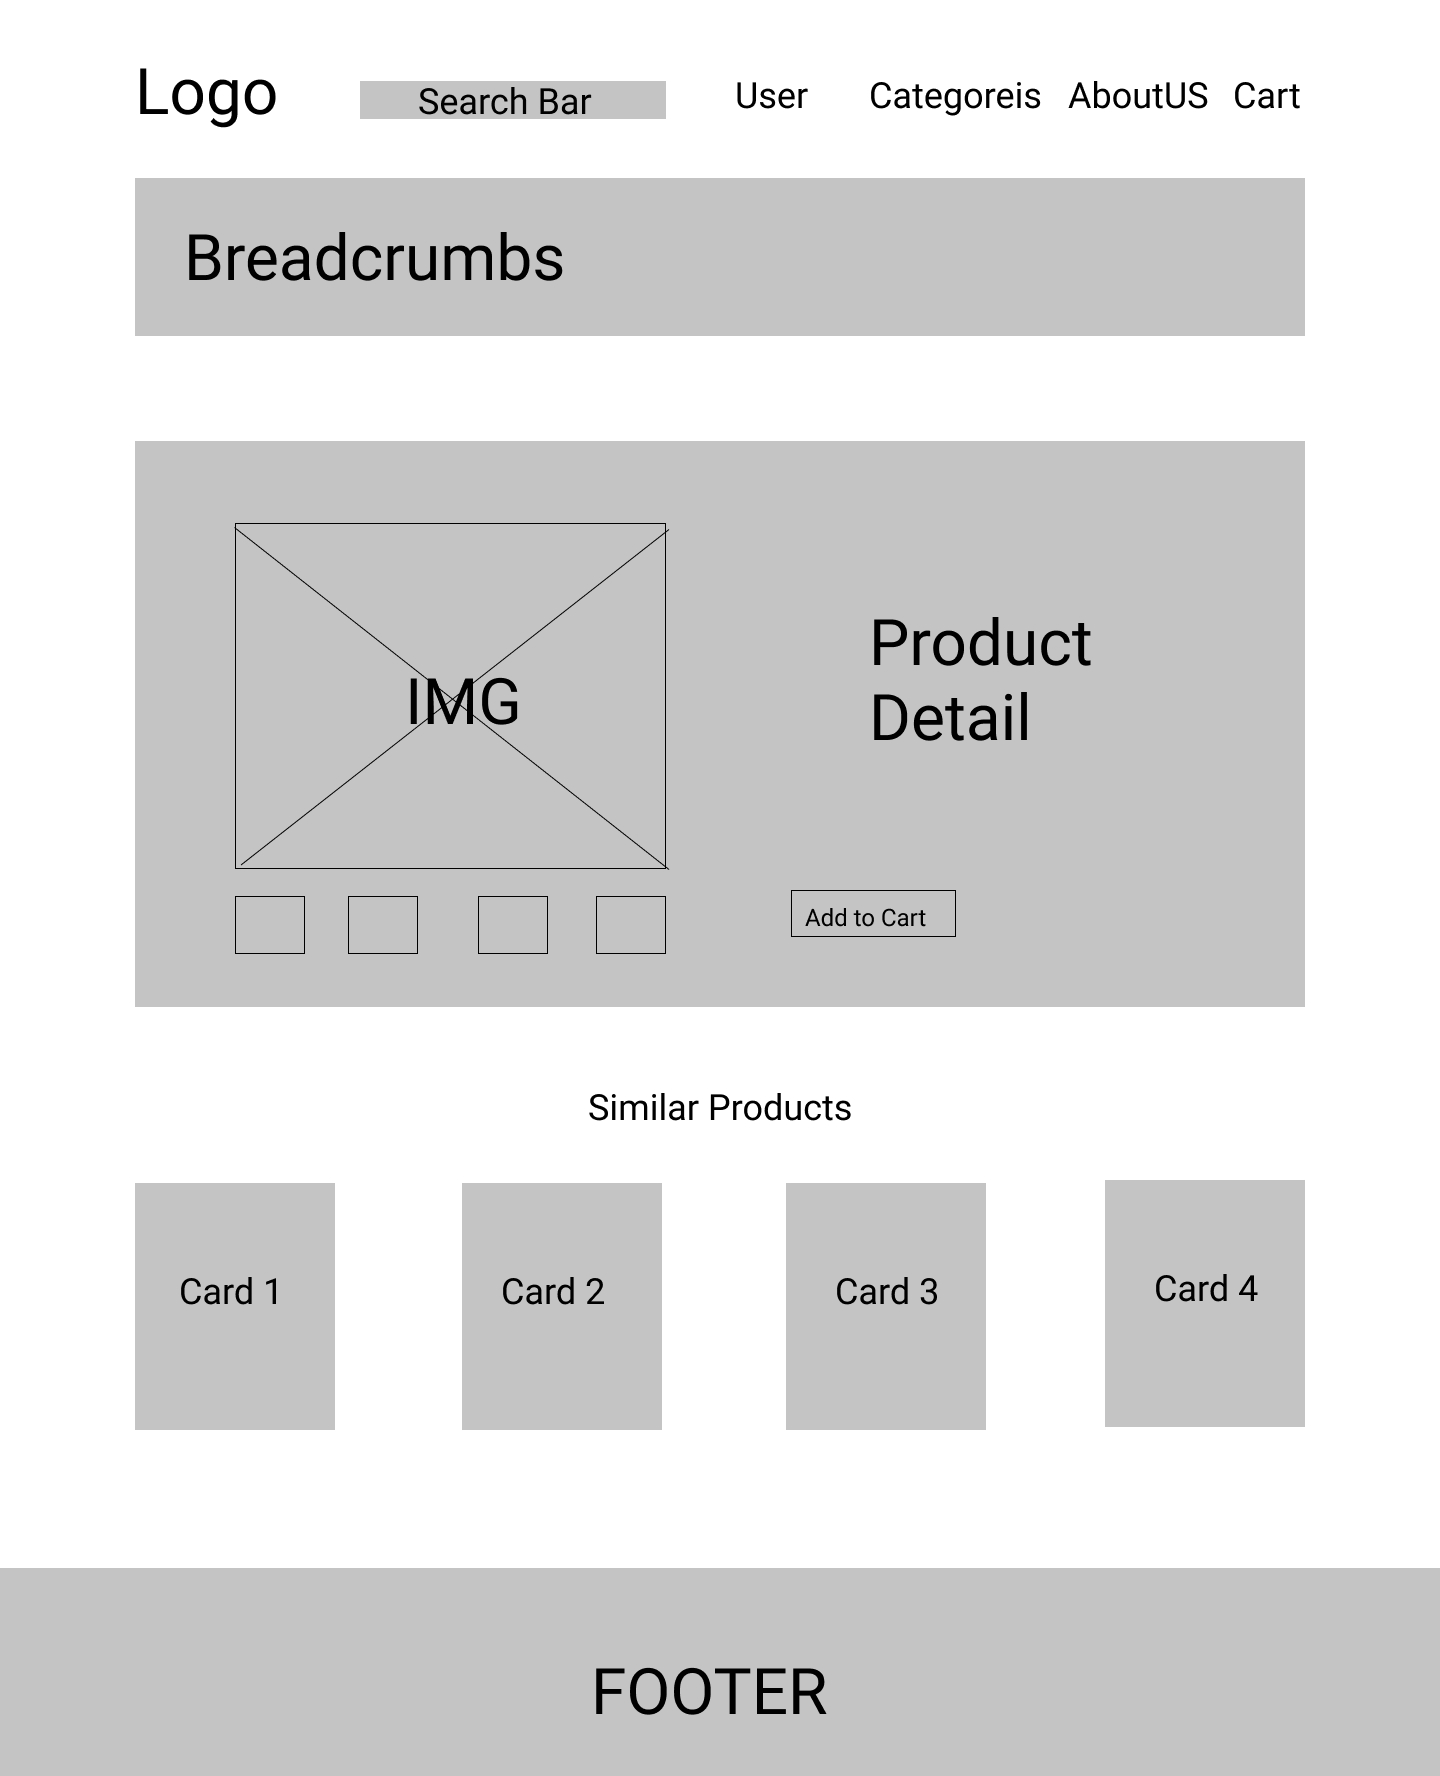 Logo
Search Bar
User
Categoreis
AboutUS
Cart
Breadcrumbs
IMG
Product
Detail
Add to Cart
Similar Products
Card 1
Card 2
Card 3
Card 4
FOOTER